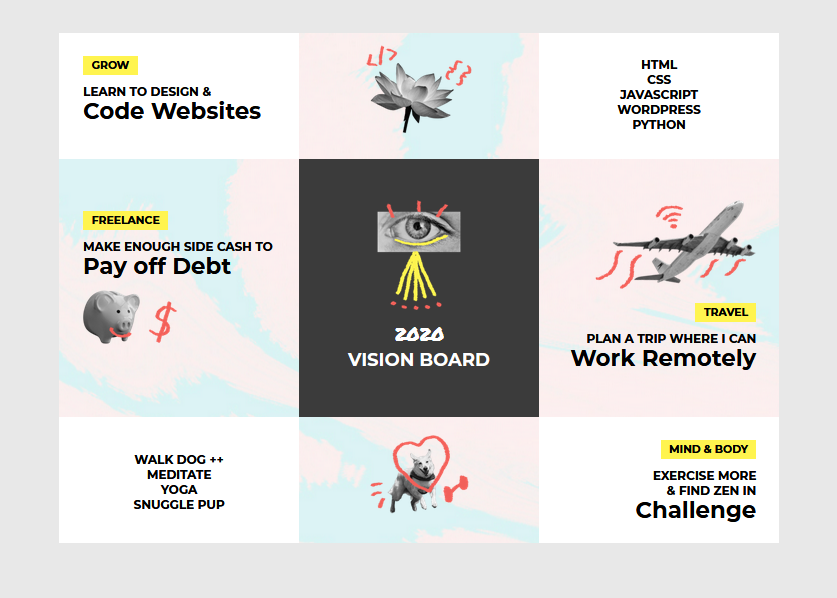 GROW
LEARN TO DESIGN &
Code Websites
</>
{}
HTML
CSS
JAVASCRIPT
WORDPRESS
PYTHON
FREELANCE
MAKE ENOUGH SIDE CASH TO
Pay off Debt
$
2020
VISION BOARD
TRAVEL
PLAN A TRIP WHERE I CAN
Work Remotely
WALK DOG ++
MEDITATE
YOGA
SNUGGLE PUP
MIND & BODY
EXERCISE MORE
& FIND ZEN IN
Challenge